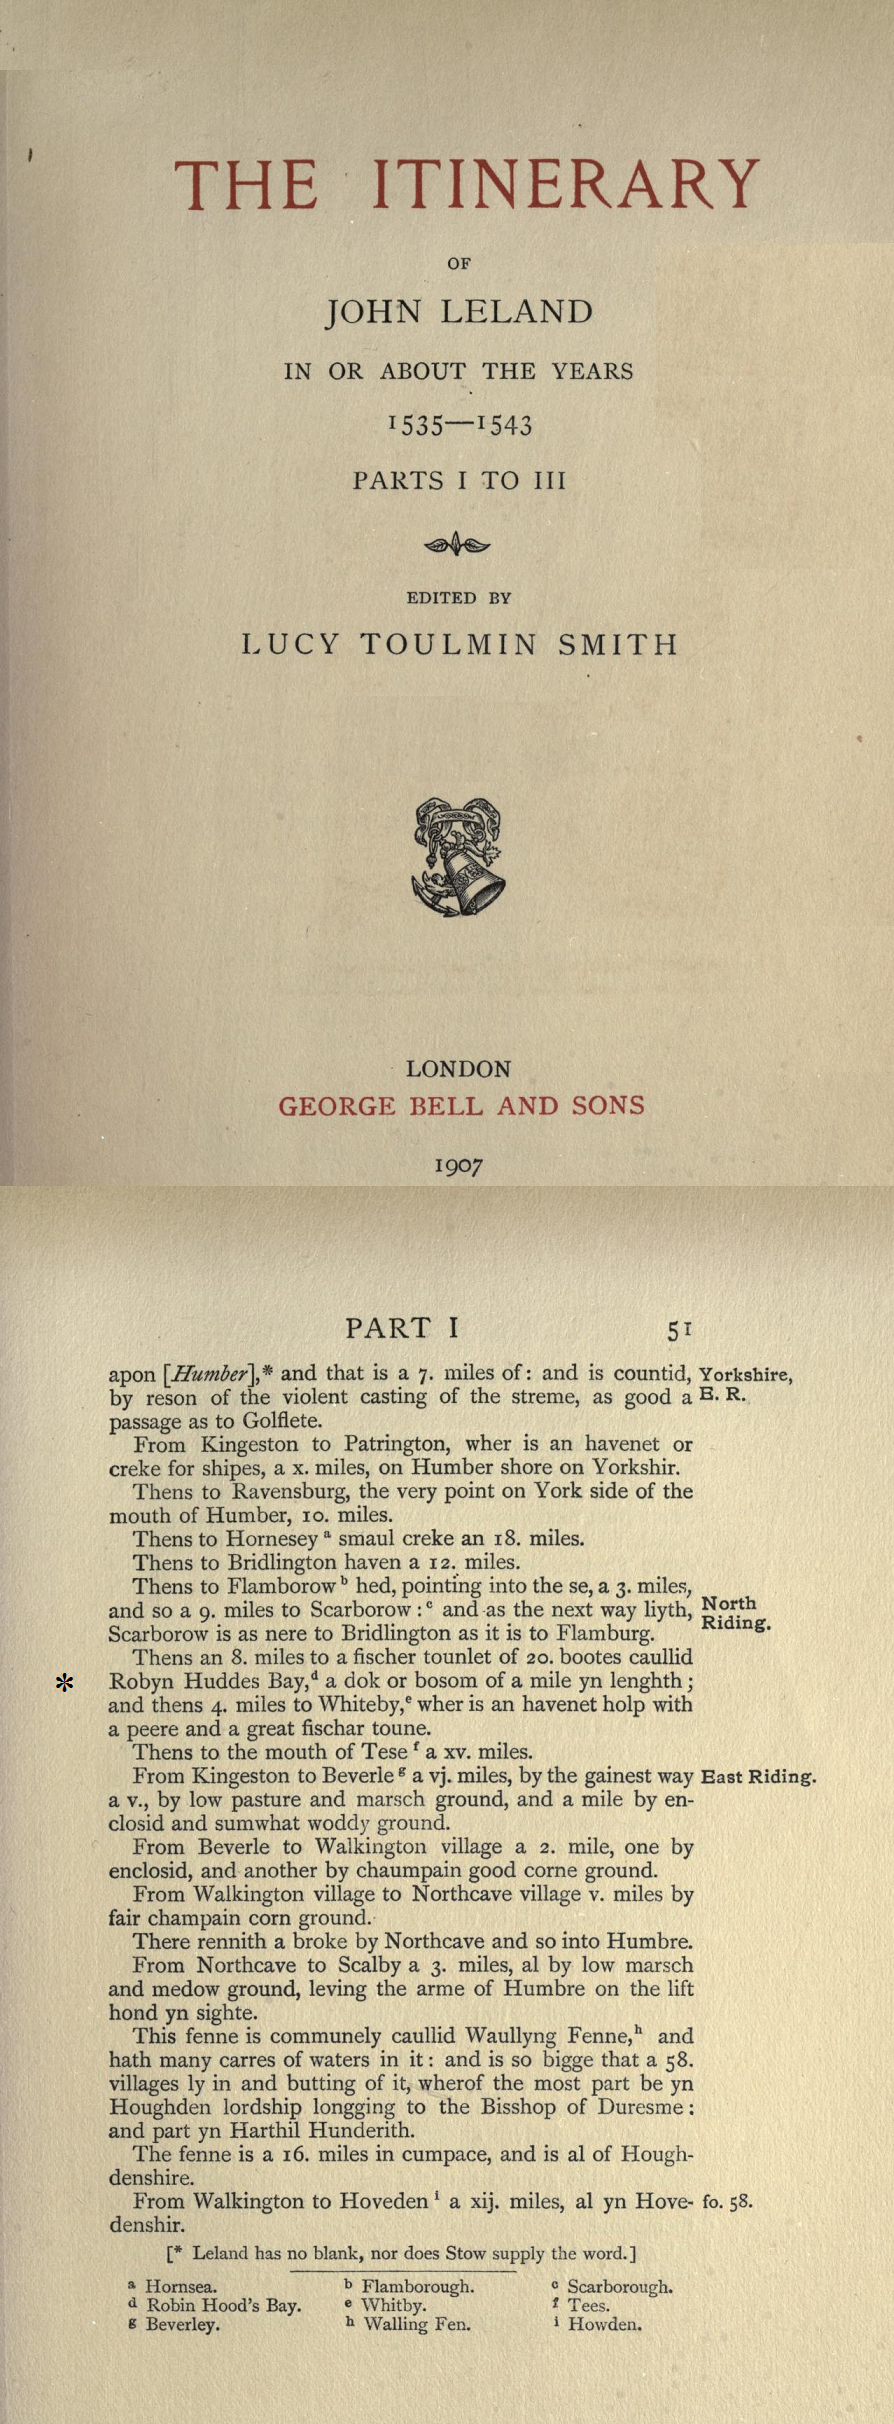 THE ITINERARY
OF
JOHN LELAND
IN OR ABOUT THE YEARS
1535—1543
PARTS I TO III
EDITED BY
LUCY TOULMIN SMITH
LONDON
GEORGE BELL AND SONS
1907
PART I 51
apon [Humber],* and that is a 7. miles of: and is countid, Yorkshire,
by reson of the violent casting of the streme, as good a E. R.
passage as to Golflete.
From Kingeston to Patrington, wher is an havenet or
creke for shipes, a x. miles, on Humber shore on Yorkshir.
Thens to Ravensburg, the very point on York side of the
mouth of Humber, 10. miles.
Thens to Hornesey a smaul creke an 18. miles.
Thens to Bridlington haven a 12. miles.
Thens to Flamborow b hed, pointing into the se, a 3. miles,
and so a 9. miles to Scarborow : c and as the next way liyth, North
Riding.
Scarborow is as nere to Bridlington as it is to Flamburg.
Thens an 8. miles to a fischer tounlet of 20. bootes caullid
* Robyn Huddes Bay,d a dok or bosom of a mile yn lenghth ;
and thens 4. miles to Whiteby,e wher is an havenet holp with
a peere and a great fischar toune.
Thens to the mouth of Tese f a xv. miles.
From Kingeston to Beverle g a vj. miles, by the gainest way East Riding.
a v., by low pasture and marsch ground, and a mile by en-
closid and sumwhat woddy ground.
From Beverle to Walkington village a 2. mile, one by
enclosid, and another by chaumpain good corne ground.
From Walkington village to Northcave village v. miles by
fair champain corn ground.
There rennith a broke by Northcave and so into Humbre.
From Northcave to Scalby a 3. miles, al by low marsch
and medow ground, leving the arme of Humbre on the lift
hond yn sighte.
This fenne is communely caullid Waullyng Fenne,h and
hath many carres of waters in it: and is so bigge that a 58.
villages ly in and butting of it, wherof the most part be yn
Houghden lordship longging to the Bisshop of Duresme :
and part yn Harthil Hunderith.
The fenne is a 16. miles in cumpace, and is al of Hough-
denshire.
From Walkington to Hoveden i a xij. miles, al yn Hove- fo. 58.
denshir.
[* Leland has no blank, nor does Stow supply the word.]
a Hornsea. b Flamborough. c Scarborough.
d Robin Hood's Bay. e Whitby. f Tees.
g Beverley. h Walling Fen. i Howden.